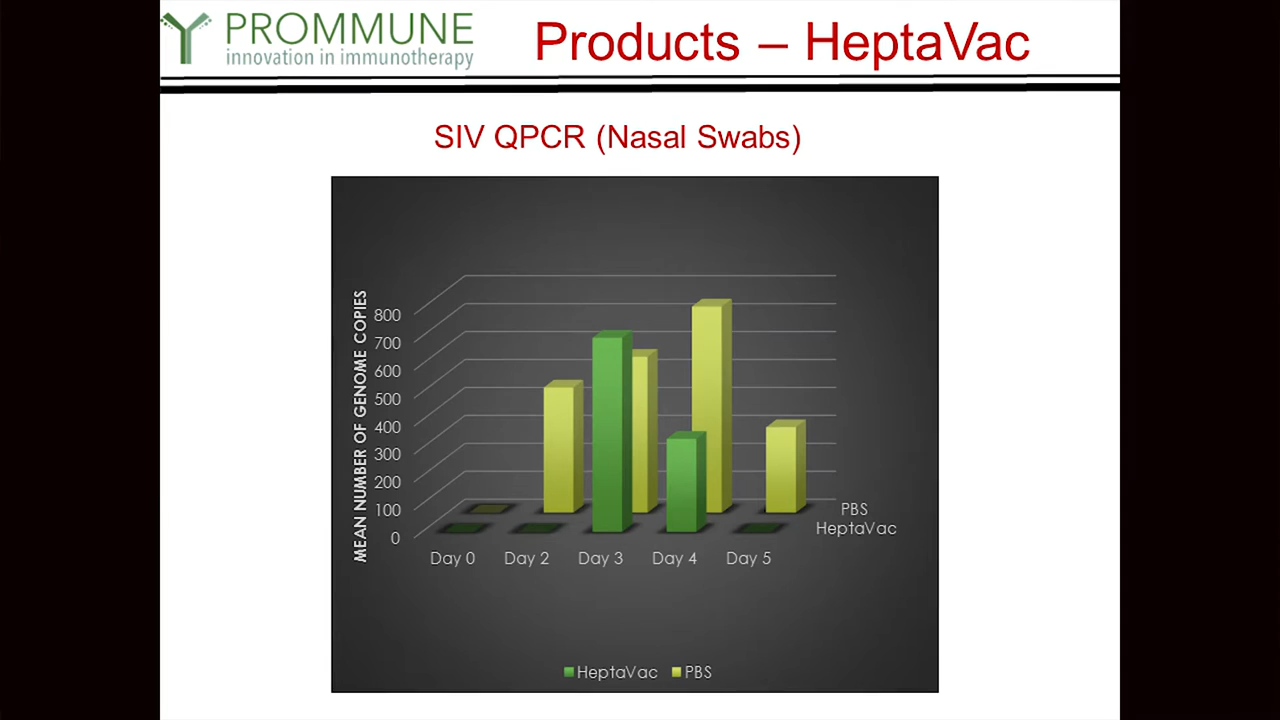 PROMMUNE
innovation in immunotherapy
Products – HeptaVac
SIV QPCR (Nasal Swabs)
MEAN NUMBER OF GENOME COPIES
800
700
600
500
400
300
200
100
0
PBS
HeptaVac
Day 0 Day 2 Day 3 Day 4 Day 5
HeptaVac PBS